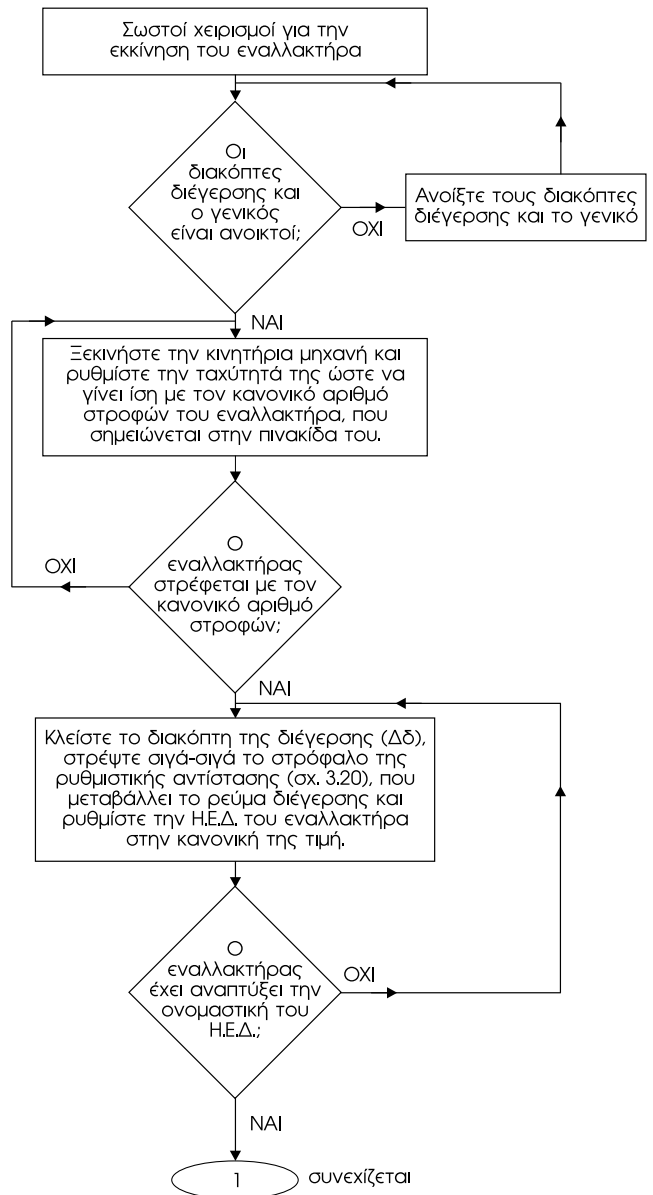 Σωστοί χειρισμοί για την
εκκίνηση του εναλλακτήρα
Οι
διακόπτες
διέγερσης και
ο γενικός
είναι ανοικτοί;
ΟΧΙ
Ανοίξτε τους διακόπτες
διέγερσης και το γενικό
ΝΑΙ
Ξεκινήστε την κινητήρια μηχανή και
ρυθμίστε την ταχύτητά της ώστε να
γίνει ίση με τον κανονικό αριθμό
στροφών του εναλλακτήρα, που
σημειώνεται στην πινακίδα του.
ΟΧΙ
Ο
εναλλακτήρας
στρέφεται με τον
κανονικό αριθμό
στροφών;
ΝΑΙ
Κλείστε το διακόπτη της διέγερσης (Δδ),
στρέψτε σιγά-σιγά το στρόφαλο της
ρυθμιστικής αντίστασης (σχ. 3.20), που
μεταβάλλει το ρεύμα διέγερσης και
ρυθμίστε την Η.Ε.Δ. του εναλλακτήρα
στην κανονική της τιμή.
Ο
εναλλακτήρας
έχει αναπτύξει την
ονομαστική του
Η.Ε.Δ.;
ΟΧΙ
ΝΑΙ
1
συνεχίζεται